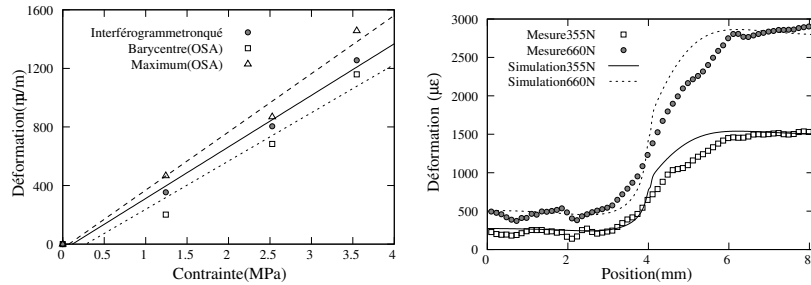 Interférogrammetronqué
Barycentre(OSA)
Maximum(OSA)
Déformation(μμ/m)
1600
1200
800
400
0
0 0.5 1 1.5 2 2.5 3 3.5 4
Contrainte(MPa)
Mesure355N
Mesure660N
Simulation355N
Simulation660N
Déformation (με)
3000
2500
2000
1500
1000
500
0
0 2 4 6 8
Position(mm)